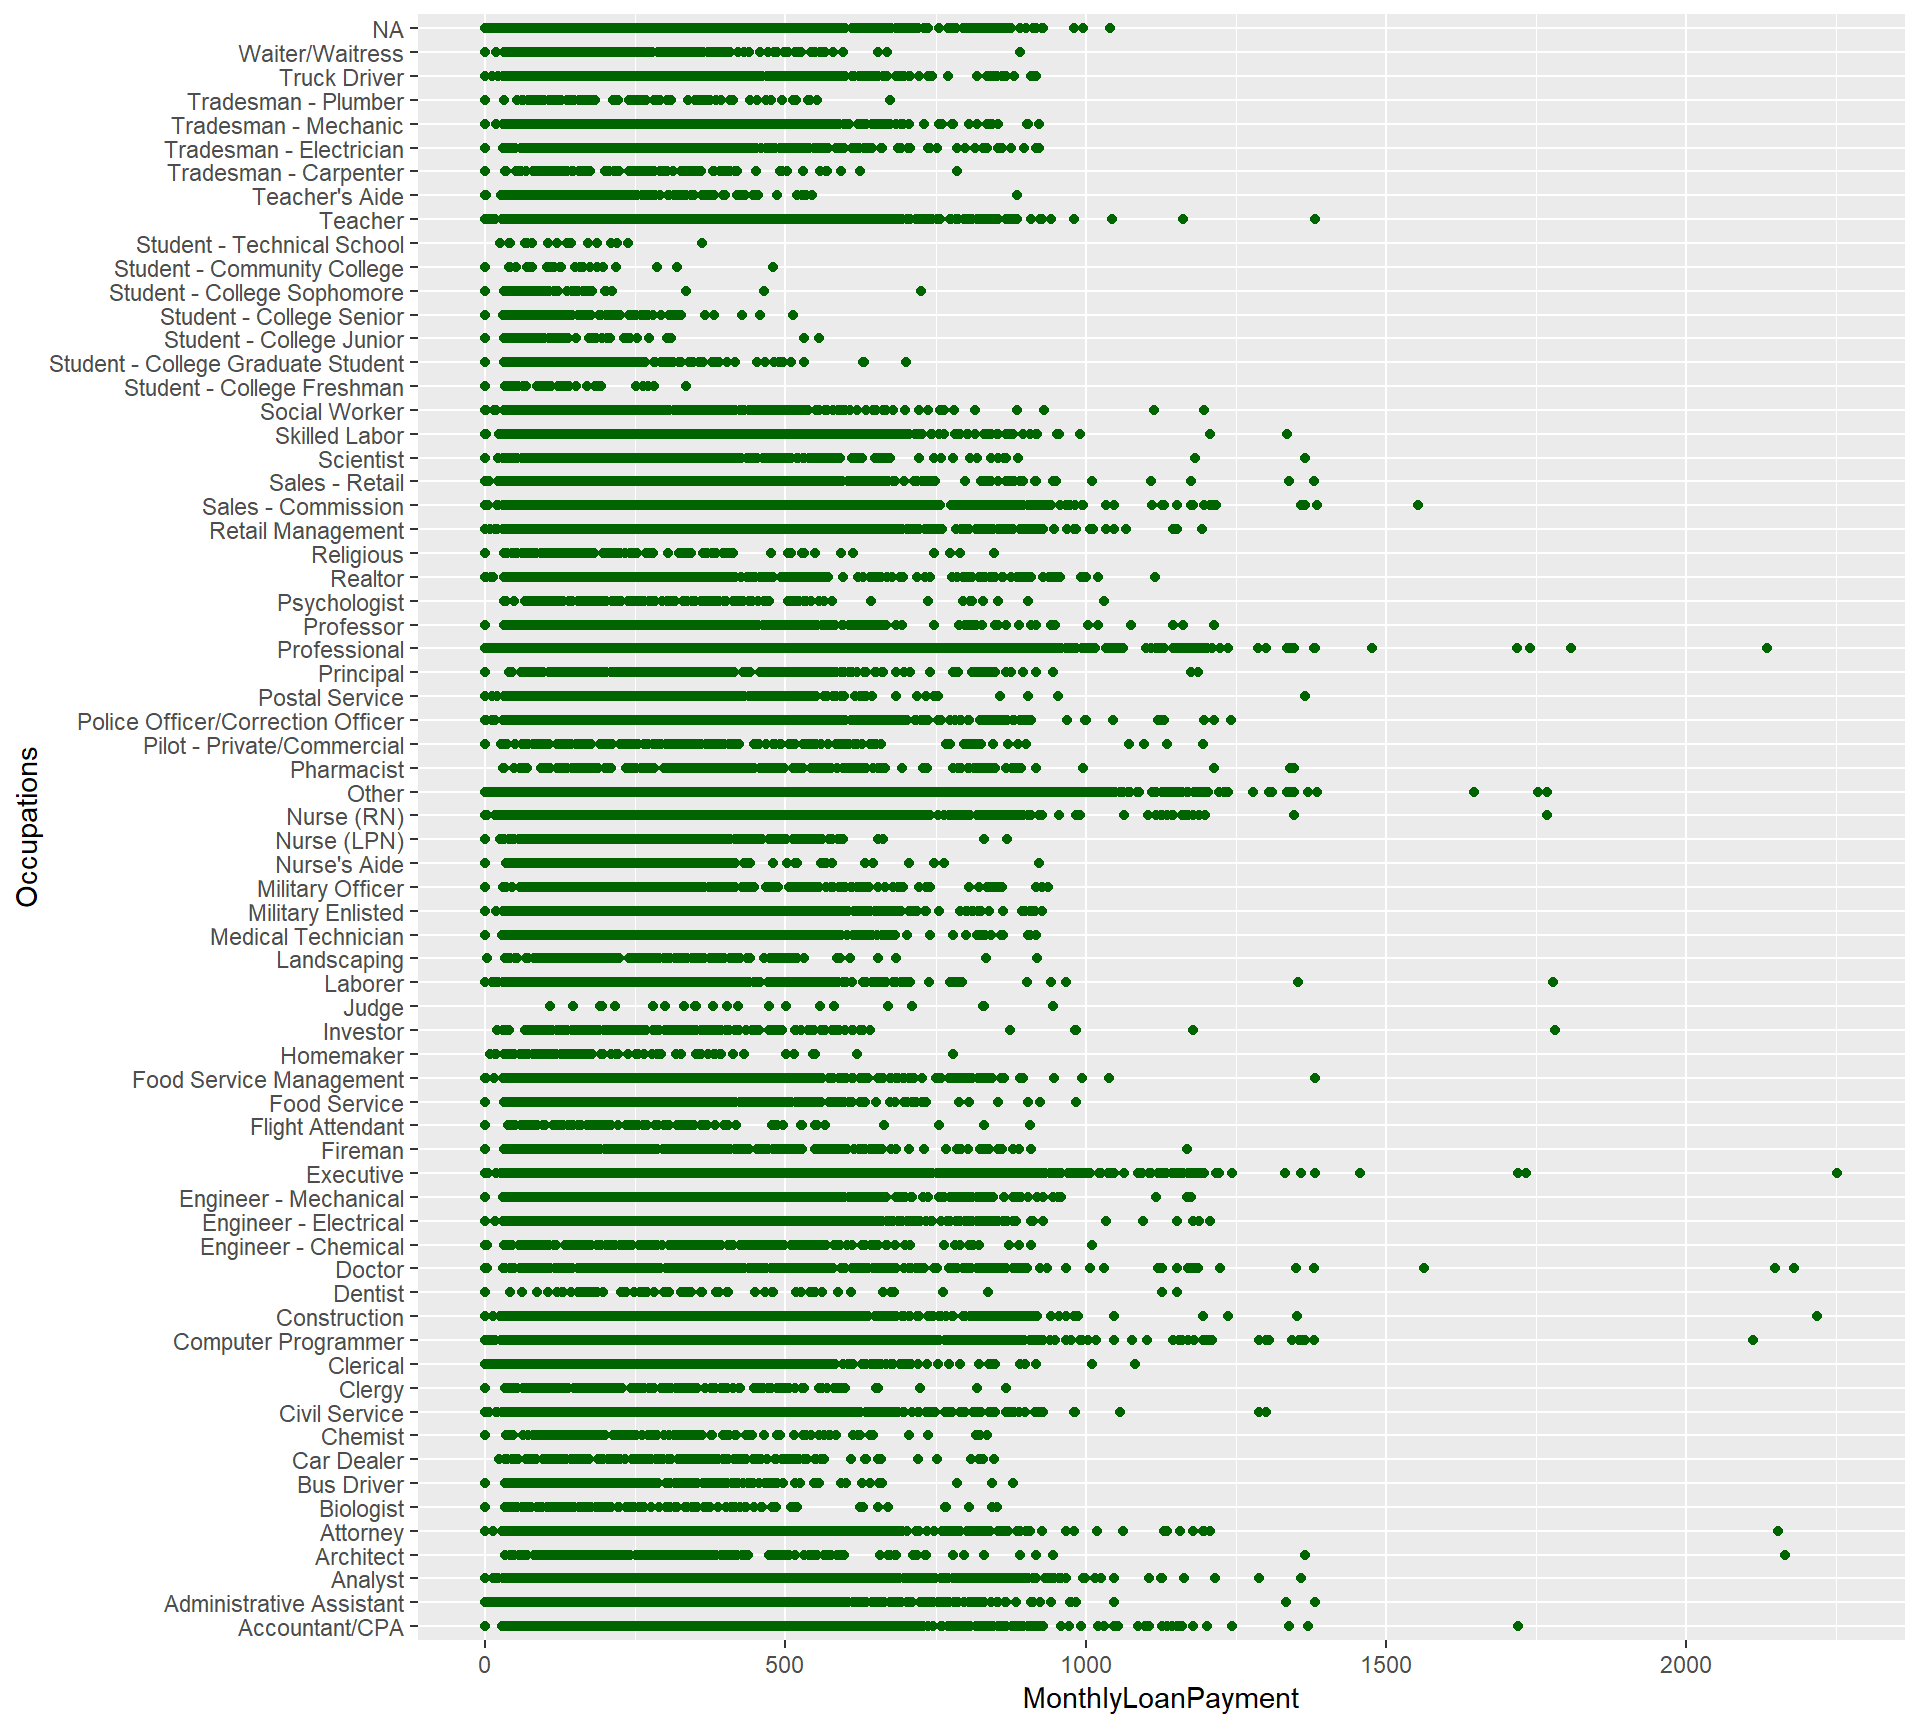 NA
Waiter/Waitress
Truck Driver
Tradesman - Plumber
Tradesman - Mechanic
Tradesman - Electrician
Tradesman - Carpenter
Teacher's Aide
Teacher
Student - Technical School
Student - Community College
Student - College Sophomore
Student - College Senior
Student - College Junior
Student - College Graduate Student
Student - College Freshman
Social Worker
Skilled Labor
Scientist
Sales - Retail
Sales - Commission
Retail Management
Religious
Realtor
Psychologist
Professor
Professional
Principal
Postal Service
Police Officer/Correction Officer
Pilot - Private/Commercial
Pharmacist
Other
Nurse (RN)
Nurse (LPN)
Nurse's Aide
Military Officer
Military Enlisted
Medical Technician
Landscaping
Laborer
Judge
Investor
Homemaker
Food Service Management
Food Service
Flight Attendant
Fireman
Executive
Engineer - Mechanical
Engineer - Electrical
Engineer - Chemical
Doctor
Dentist
Construction
Computer Programmer
Clerical
Clergy
Civil Service
Chemist
Car Dealer
Bus Driver
Biologist
Attorney
Architect
Analyst
Administrative Assistant
Accountant/CPA
Occupations
0 500 1000 1500 2000
MonthlyLoanPayment